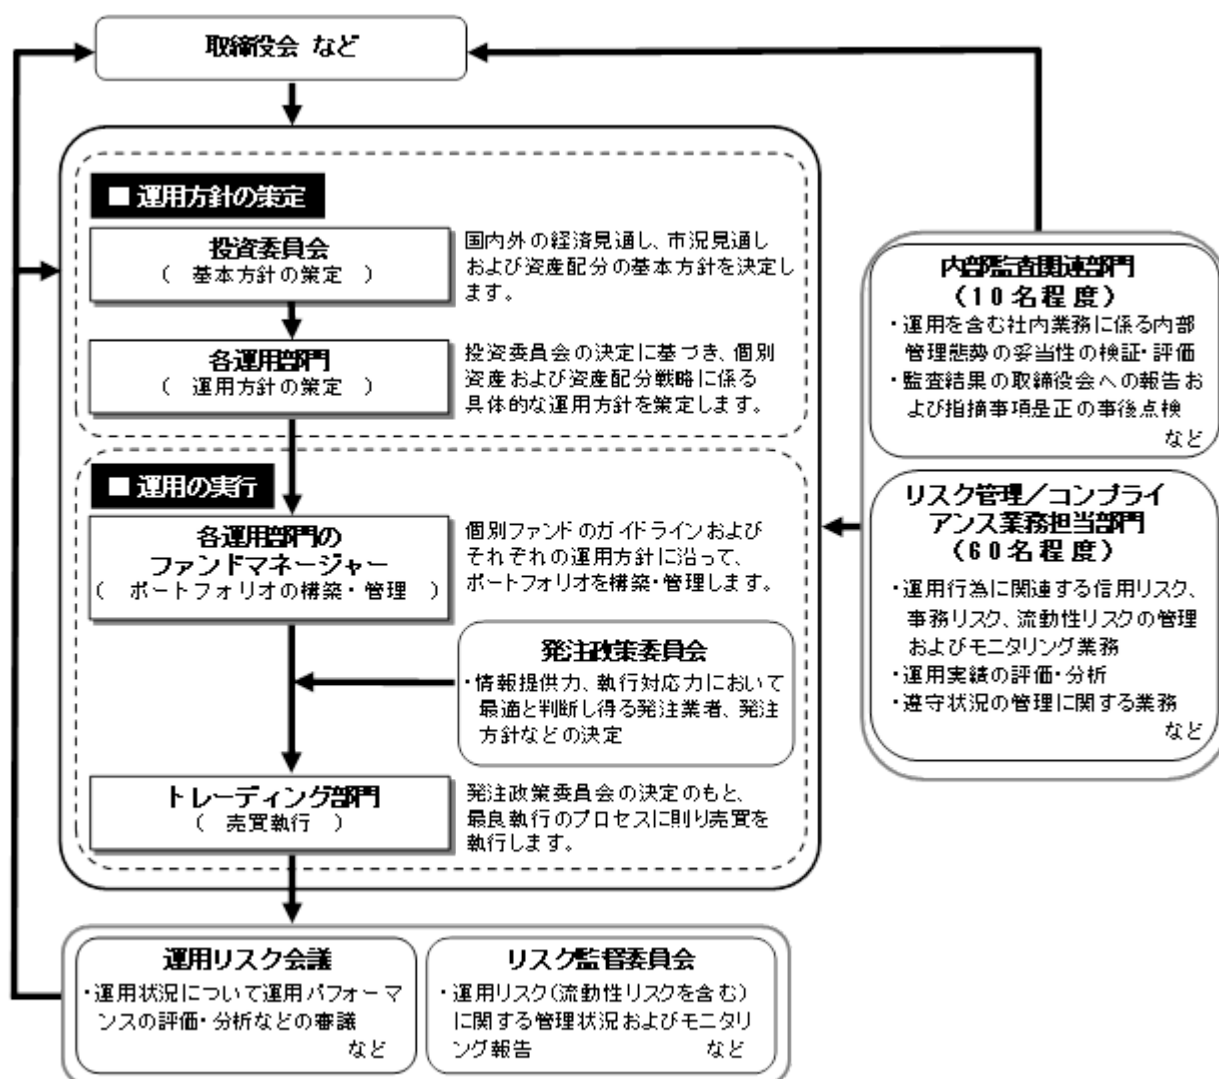 取締役会 など
■ 運用方針の策定
投資委員会
( 基本方針の策定 )
国内外の経済見通し、市況見通し
および資産配分の基本方針を決定し
ます。
各運用部門
( 運用方針の策定 )
投資委員会の決定に基づき、個別
資産および資産配分戦略に係る
具体的な運用方針を策定します。
■ 運用の実行
各運用部門の
ファンドマネージャー
( ポートフォリオの構築・管理 )
個別ファンドのガイドラインおよび
それぞれの運用方針に沿って、
ポートフォリオを構築・管理します。
発注政策委員会
・情報提供力、執行対応力において
最適と判断し得る発注業者、発注
方針などの決定
トレーディング部門
( 売買執行 )
発注政策委員会の決定のもと、
最良執行のプロセスに則り売買を
執行します。
内部監査関連部門
(10名程度)
・運用を含む社内業務に係る内部
管理態勢の妥当性の検証・評価
・監査結果の取締役会への報告お
よび指摘事項是正の事後点検
など
リスク管理／コンプライ
アンス業務担当部門
(60名程度)
・運用行為に関連する信用リスク、
事務リスク、流動性リスクの管理
およびモニタリング業務
・運用実績の評価・分析
・遵守状況の管理に関する業務
など
運用リスク会議
・運用状況について運用パフォーマ
ンスの評価・分析などの審議
など
リスク監督委員会
・運用リスク(流動性リスクを含む)
に関する管理状況およびモニタリ
ング報告 など